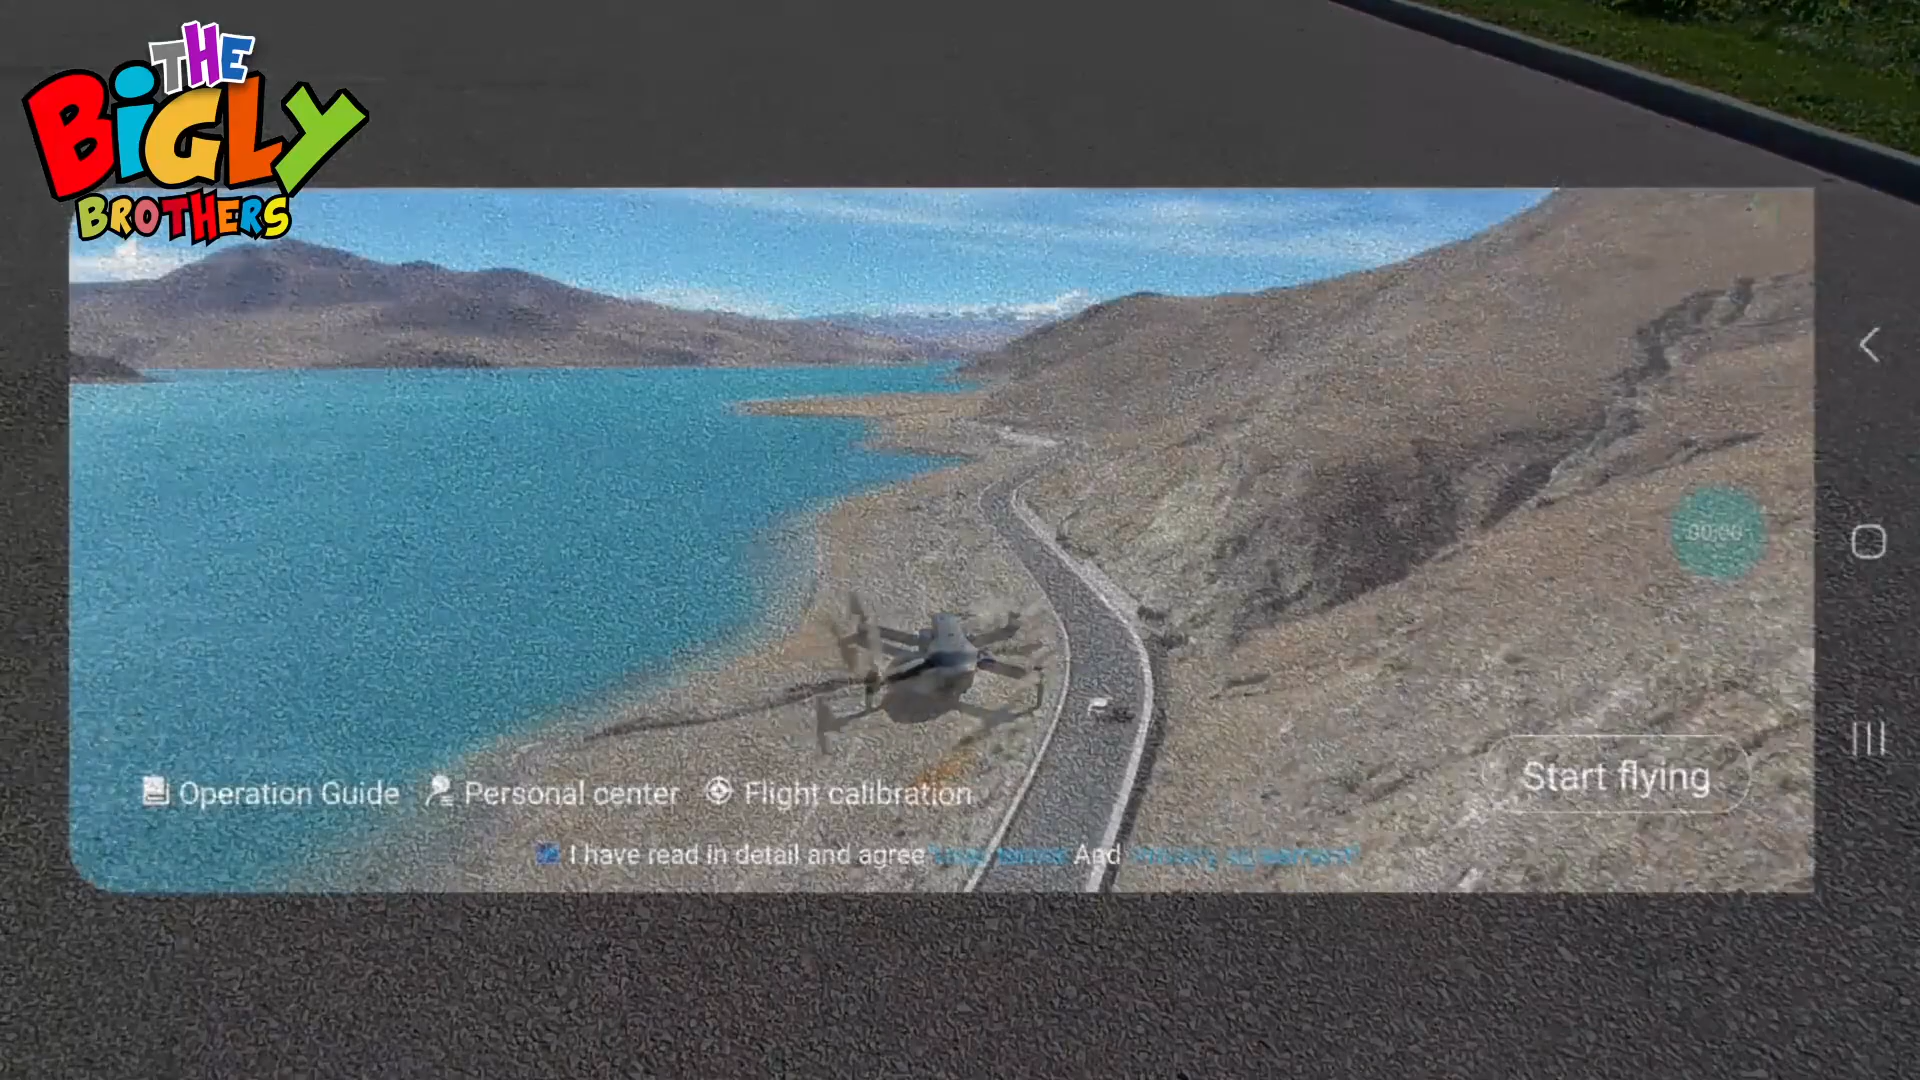 THE
BIGLY
BROTHERS
00:00
Operation Guide Personal center Flight calibration
Start flying
I have read in detail and agree And